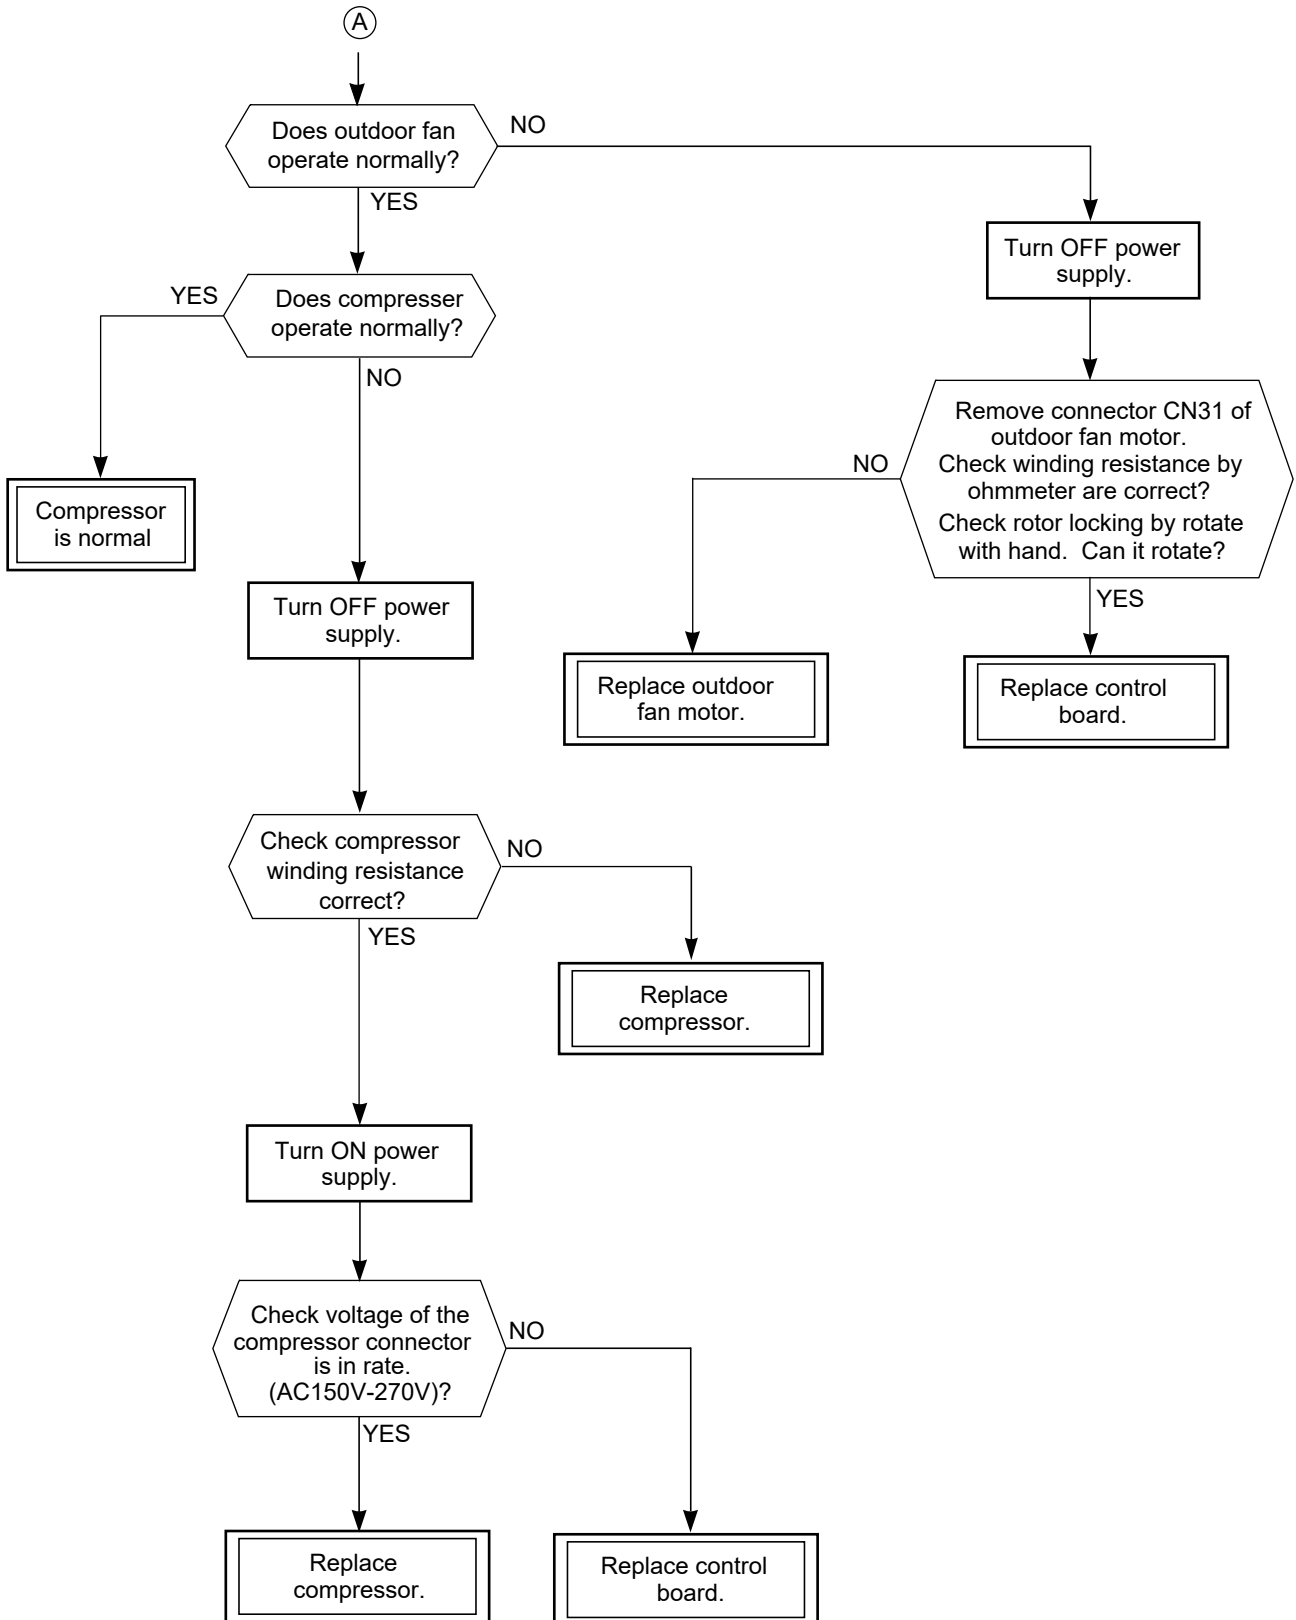 A
Does outdoor fan
operate normally?
NO
YES
Turn OFF power
supply.
YES
Does compresser
operate normally?
NO
Remove connector CN31 of
outdoor fan motor.
Check winding resistance by
ohmmeter are correct?
Check rotor locking by rotate
with hand. Can it rotate?
NO
YES
Compressor
is normal
Turn OFF power
supply.
Replace outdoor
fan motor.
Replace control
board.
Check compressor
winding resistance
correct?
NO
YES
Replace
compressor.
Turn ON power
supply.
Check voltage of the
compressor connector
is in rate.
(AC150V-270V)?
NO
YES
Replace
compressor.
Replace control
board.